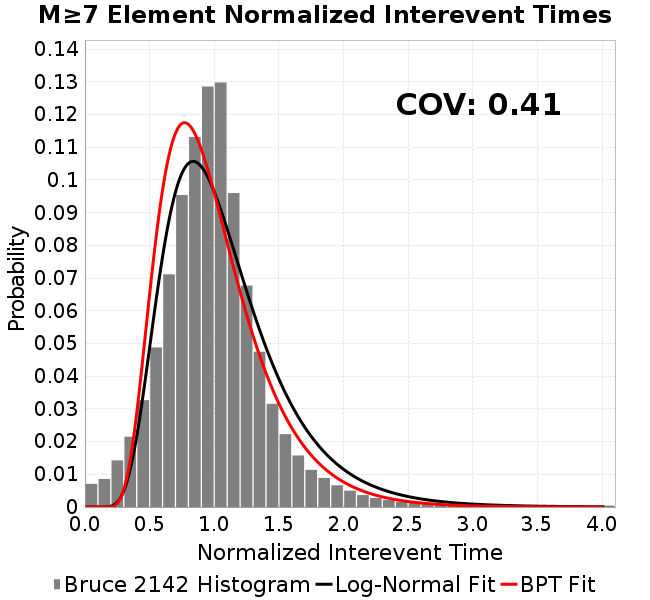 M≥7 Element Normalized Interevent Times
COV: 0.41
Probability
0.14
0.13
0.12
0.11
0.1
0.09
0.08
0.07
0.06
0.05
0.04
0.03
0.02
0.01
0
0.0 0.5 1.0 1.5 2.0 2.5 3.0 3.5 4.0
Normalized Interevent Time
Bruce 2142 Histogram Log-Normal Fit BPT Fit